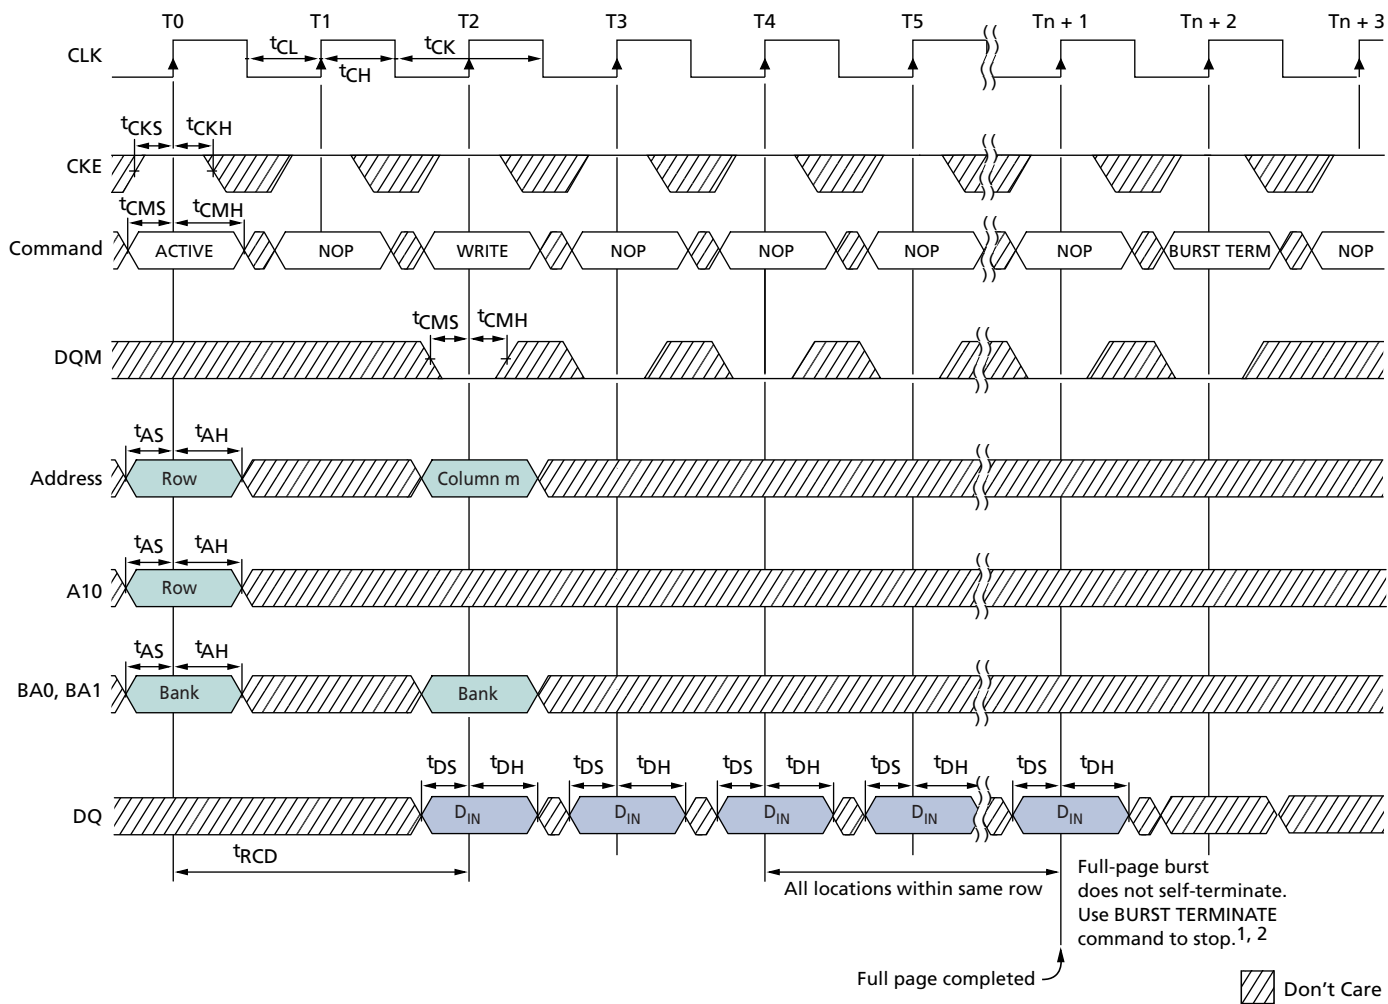 T0 T1 T2 T3 T4 T5 Tn + 1 Tn + 2 Tn + 3
CLK tCL tCH tCK
tCKS tCKH
CKE
tCMS tCMH
Command ACTIVE NOP WRITE NOP NOP NOP NOP BURST TERM NOP
tCMS tCMH
DQM
tAS tAH
Address Row Column m
tAS tAH
A10 Row
tAS tAH
BA0, BA1 Bank Bank
tDS tDH tDS tDH tDS tDH tDS tDH tDS tDH
DQ DIN DIN DIN DIN DIN
tRCD
All locations within same row
Full-page burst
does not self-terminate.
Use BURST TERMINATE
command to stop.1, 2
Full page completed
Don't Care